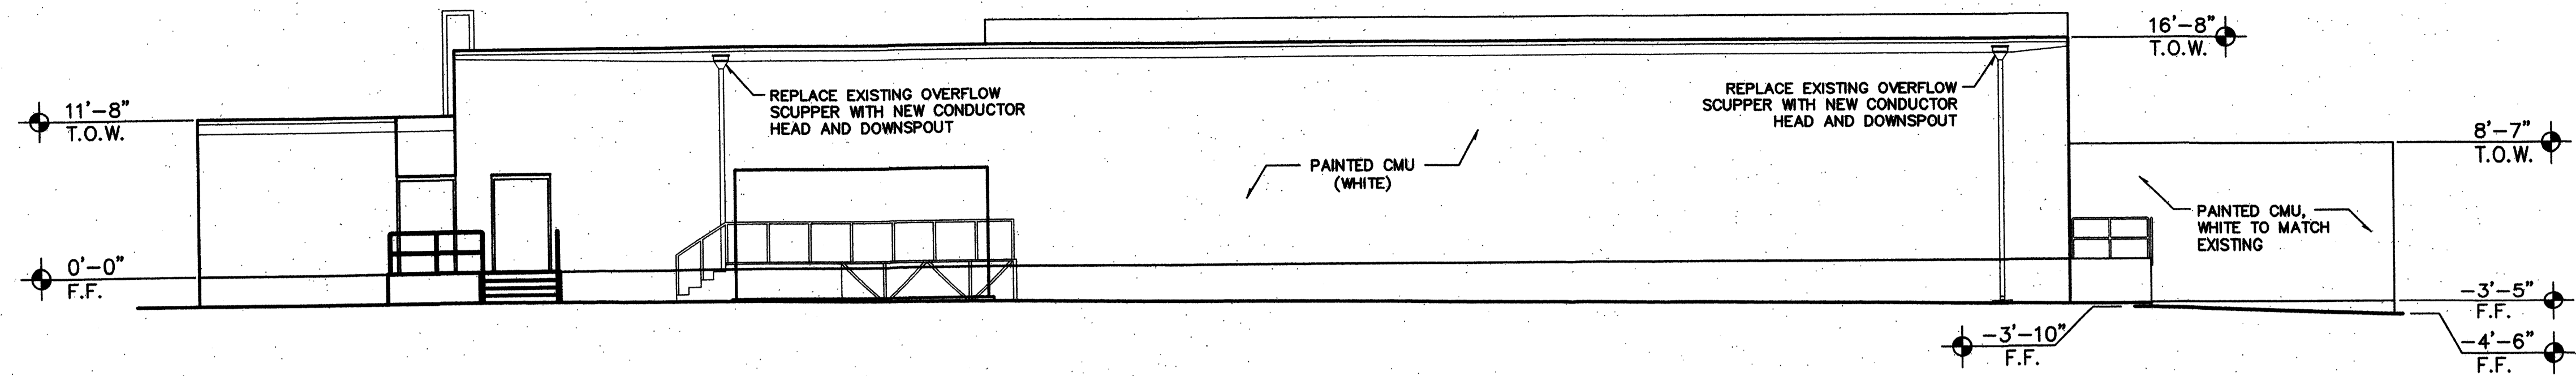 16'-8"
T.O.W.
REPLACE EXISTING OVERFLOW
SCUPPER WITH NEW CONDUCTOR
HEAD AND DOWNSPOUT
REPLACE EXISTING OVERFLOW
SCUPPER WITH NEW CONDUCTOR
HEAD AND DOWNSPOUT
11'-8"
T.O.W.
8'-7"
T.O.W.
PAINTED CMU
(WHITE)
PAINTED CMU,
WHITE TO MATCH
EXISTING
0'-0"
F.F.
-3'-5"
F.F.
-3'-10"
F.F.
-4'-6"
F.F.